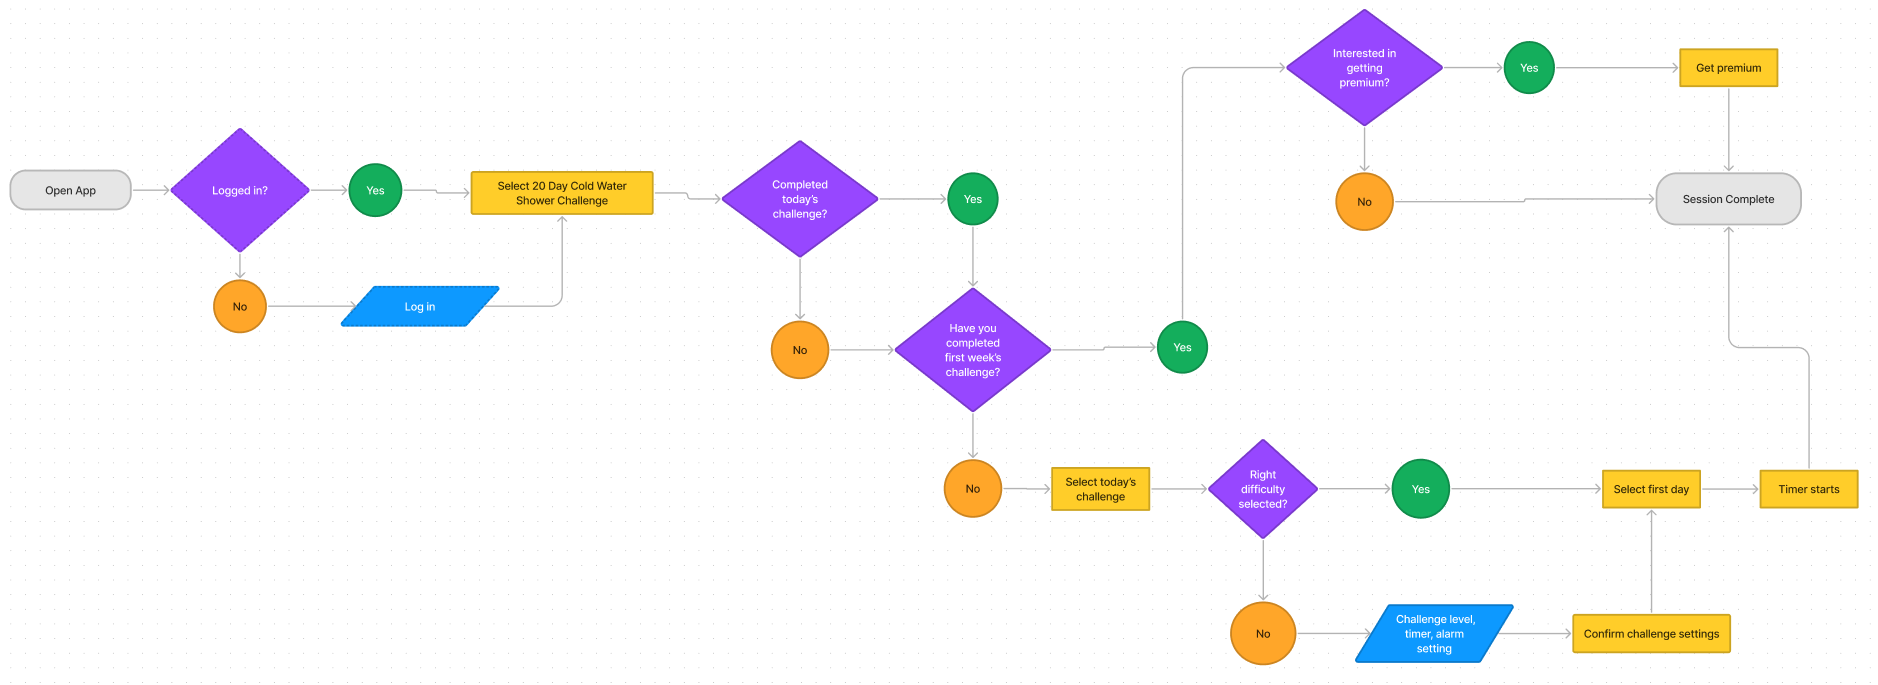 Open App
Logged in?
Yes
No
Log in
Select 20 Day Cold Water
Shower Challenge
Completed
today's
challenge?
Yes
No
Have you
completed
first week's
challenge?
Yes
No
Interested in
getting
premium?
Yes
Get premium
No
Session Complete
Select today's
challenge
Right
difficulty
selected?
Yes
Select first day
Timer starts
No
Challenge level,
timer, alarm
setting
Confirm challenge settings